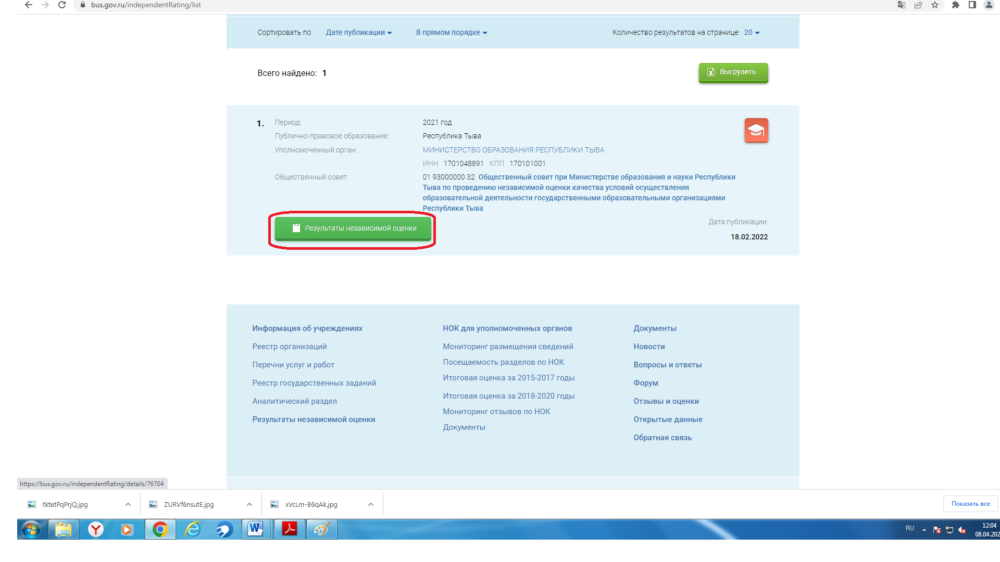 bus.gov.ru/independentRating/list
Сортировать по Дате публикации В прямом порядке Количество результатов на странице: 20
Всего найдено: 1 Выгрузить
1. Период: 2021 год
Публично-правовое образование: Республика Тыва
Уполномоченный орган: МИНИСТЕРСТВО ОБРАЗОВАНИЯ РЕСПУБЛИКИ ТЫВА
ИНН 1701048891 КПП 170101001
Общественный совет: 01 93000000 32 Общественный совет при Министерстве образования и науки Республики
Тыва по проведению независимой оценки качества условий осуществления
образовательной деятельности государственными образовательными организациями
Республики Тыва
Результаты независимой оценки
Дата публикации:
18.02.2022
Информация об учреждениях
Реестр организаций
Перечни услуг и работ
Реестр государственных заданий
Аналитический раздел
Результаты независимой оценки
НОК для уполномоченных органов
Мониторинг размещения сведений
Посещаемость разделов по НОК
Итоговая оценка за 2015-2017 годы
Итоговая оценка за 2018-2020 годы
Мониторинг отзывов по НОК
Документы
Документы
Новости
Вопросы и ответы
Форум
Отзывы и оценки
Открытые данные
Обратная связь
https://bus.gov.ru/independentRating/details/76704
tktetPqPrjQ.jpg ZURVf6nsutE.jpg xVcLm-B6qAk.jpg Показать все
RU 12:04
08.04.202